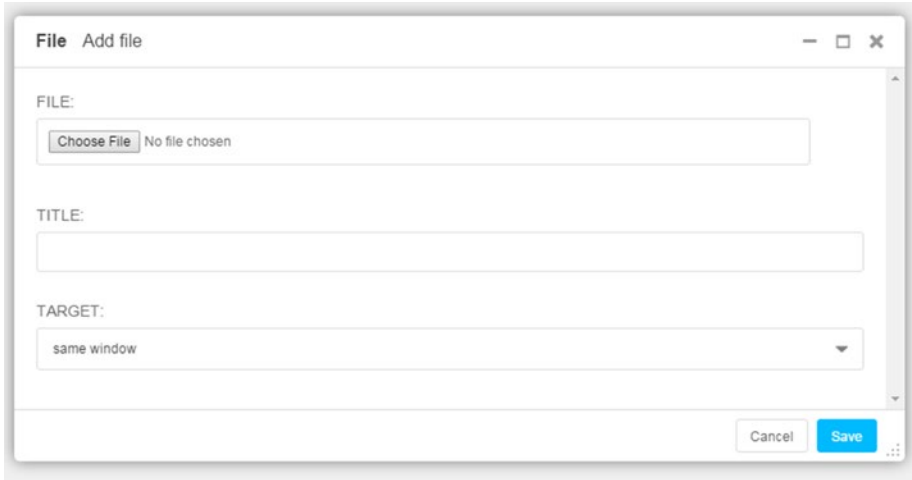 File Add file
FILE:
Choose File No file chosen
TITLE:
TARGET:
same window
Cancel Save